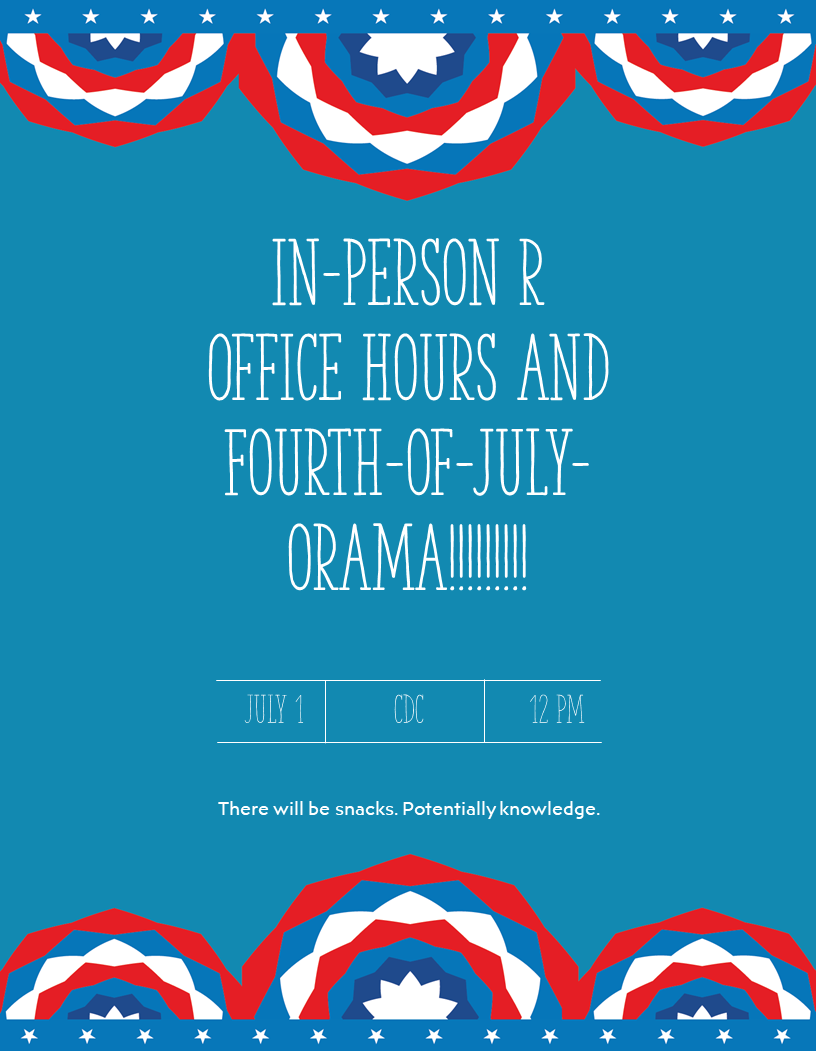 IN-PERSON R
OFFICE HOURS AND
FOURTH-OF-JULY-
ORAMA!!!!!!!!!
JULY 1 CDC 12 PM
There will be snacks. Potentially knowledge.